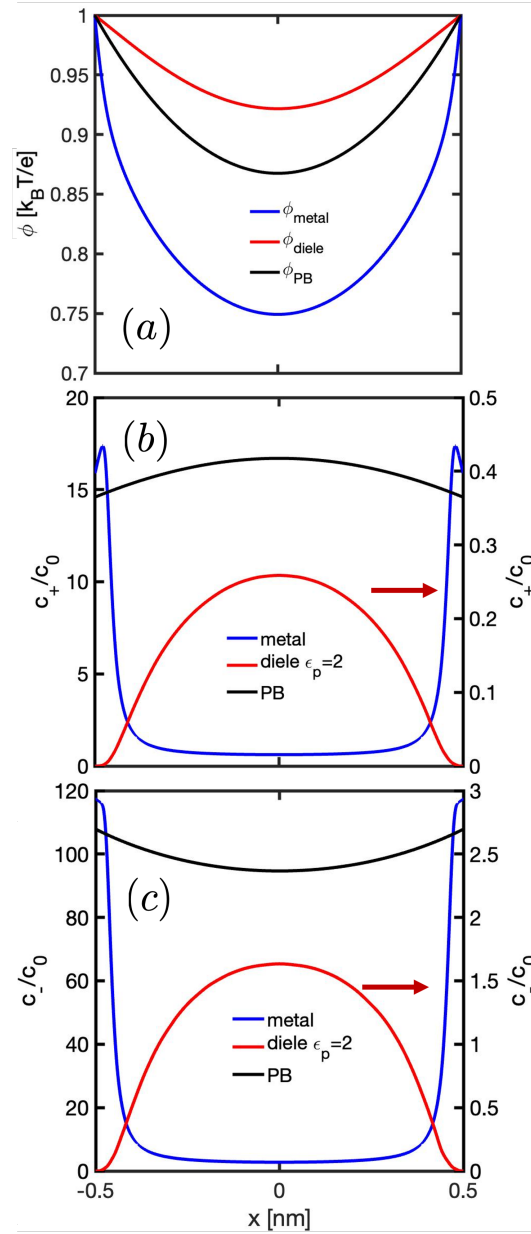 1
0.95
0.9
0.85
0.8
0.75
0.7
ϕ [k_BT/e]
ϕ_metal
ϕ_diele
ϕ_PB
(a)
20
15
10
5
0
c_+/c_0
0.5
0.4
0.3
0.2
0.1
0
c_+/c_0
(b)
metal
diele ϵ_p=2
PB
120
100
80
60
40
20
0
c_-/c_0
3
2.5
2
1.5
1
0.5
0
c_-/c_0
(c)
metal
diele ϵ_p=2
PB
-0.5 0 0.5
x [nm]